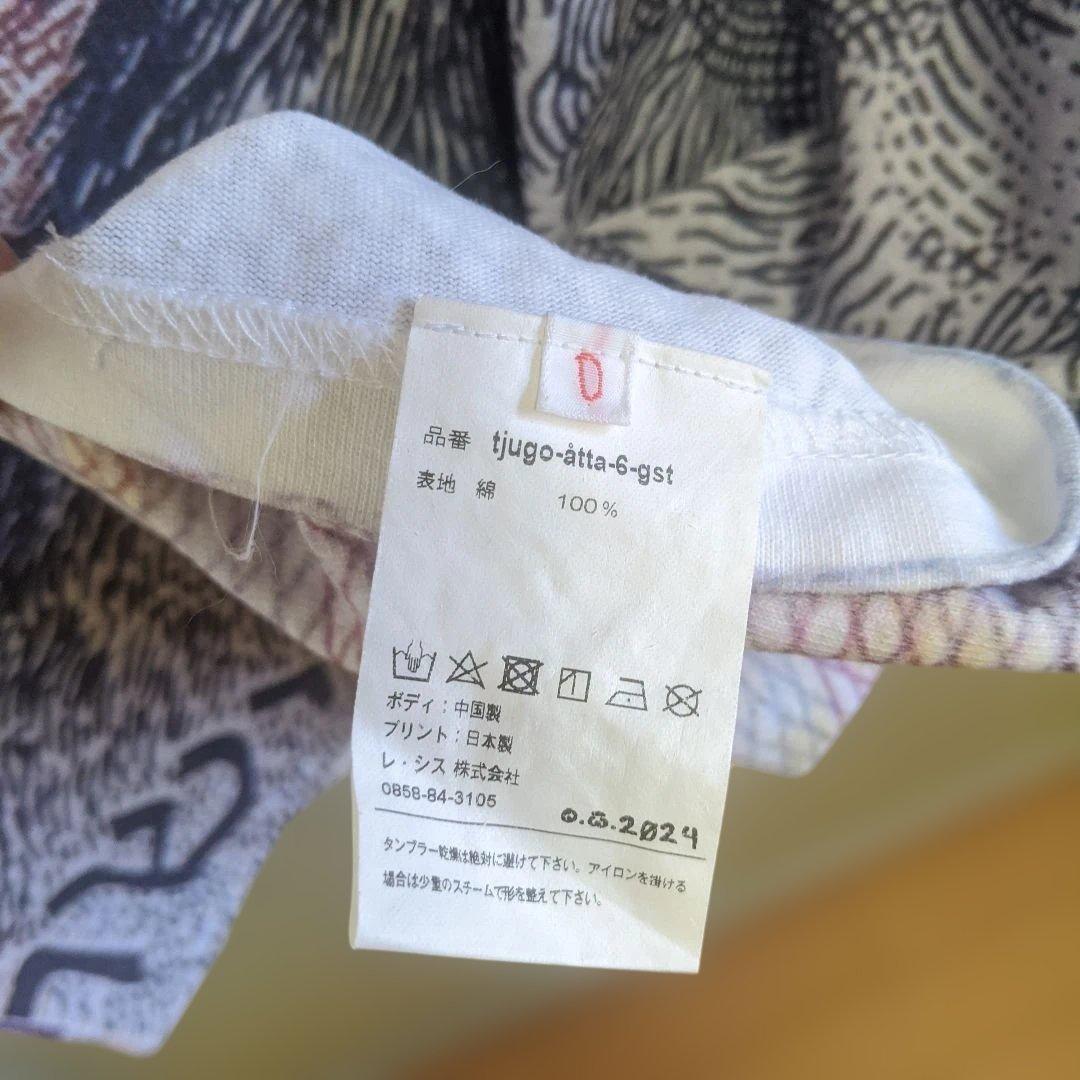 D
品番 tjugo-åtta-6-gst
表地 綿 100%
ボディ:中国製
プリント:日本製
レ・シス 株式会社
0858-84-3105
o.ö.2024
タンブラー乾燥は絶対に避けて下さい。アイロンを掛ける
場合は少量のスチームで形を整えて下さい。